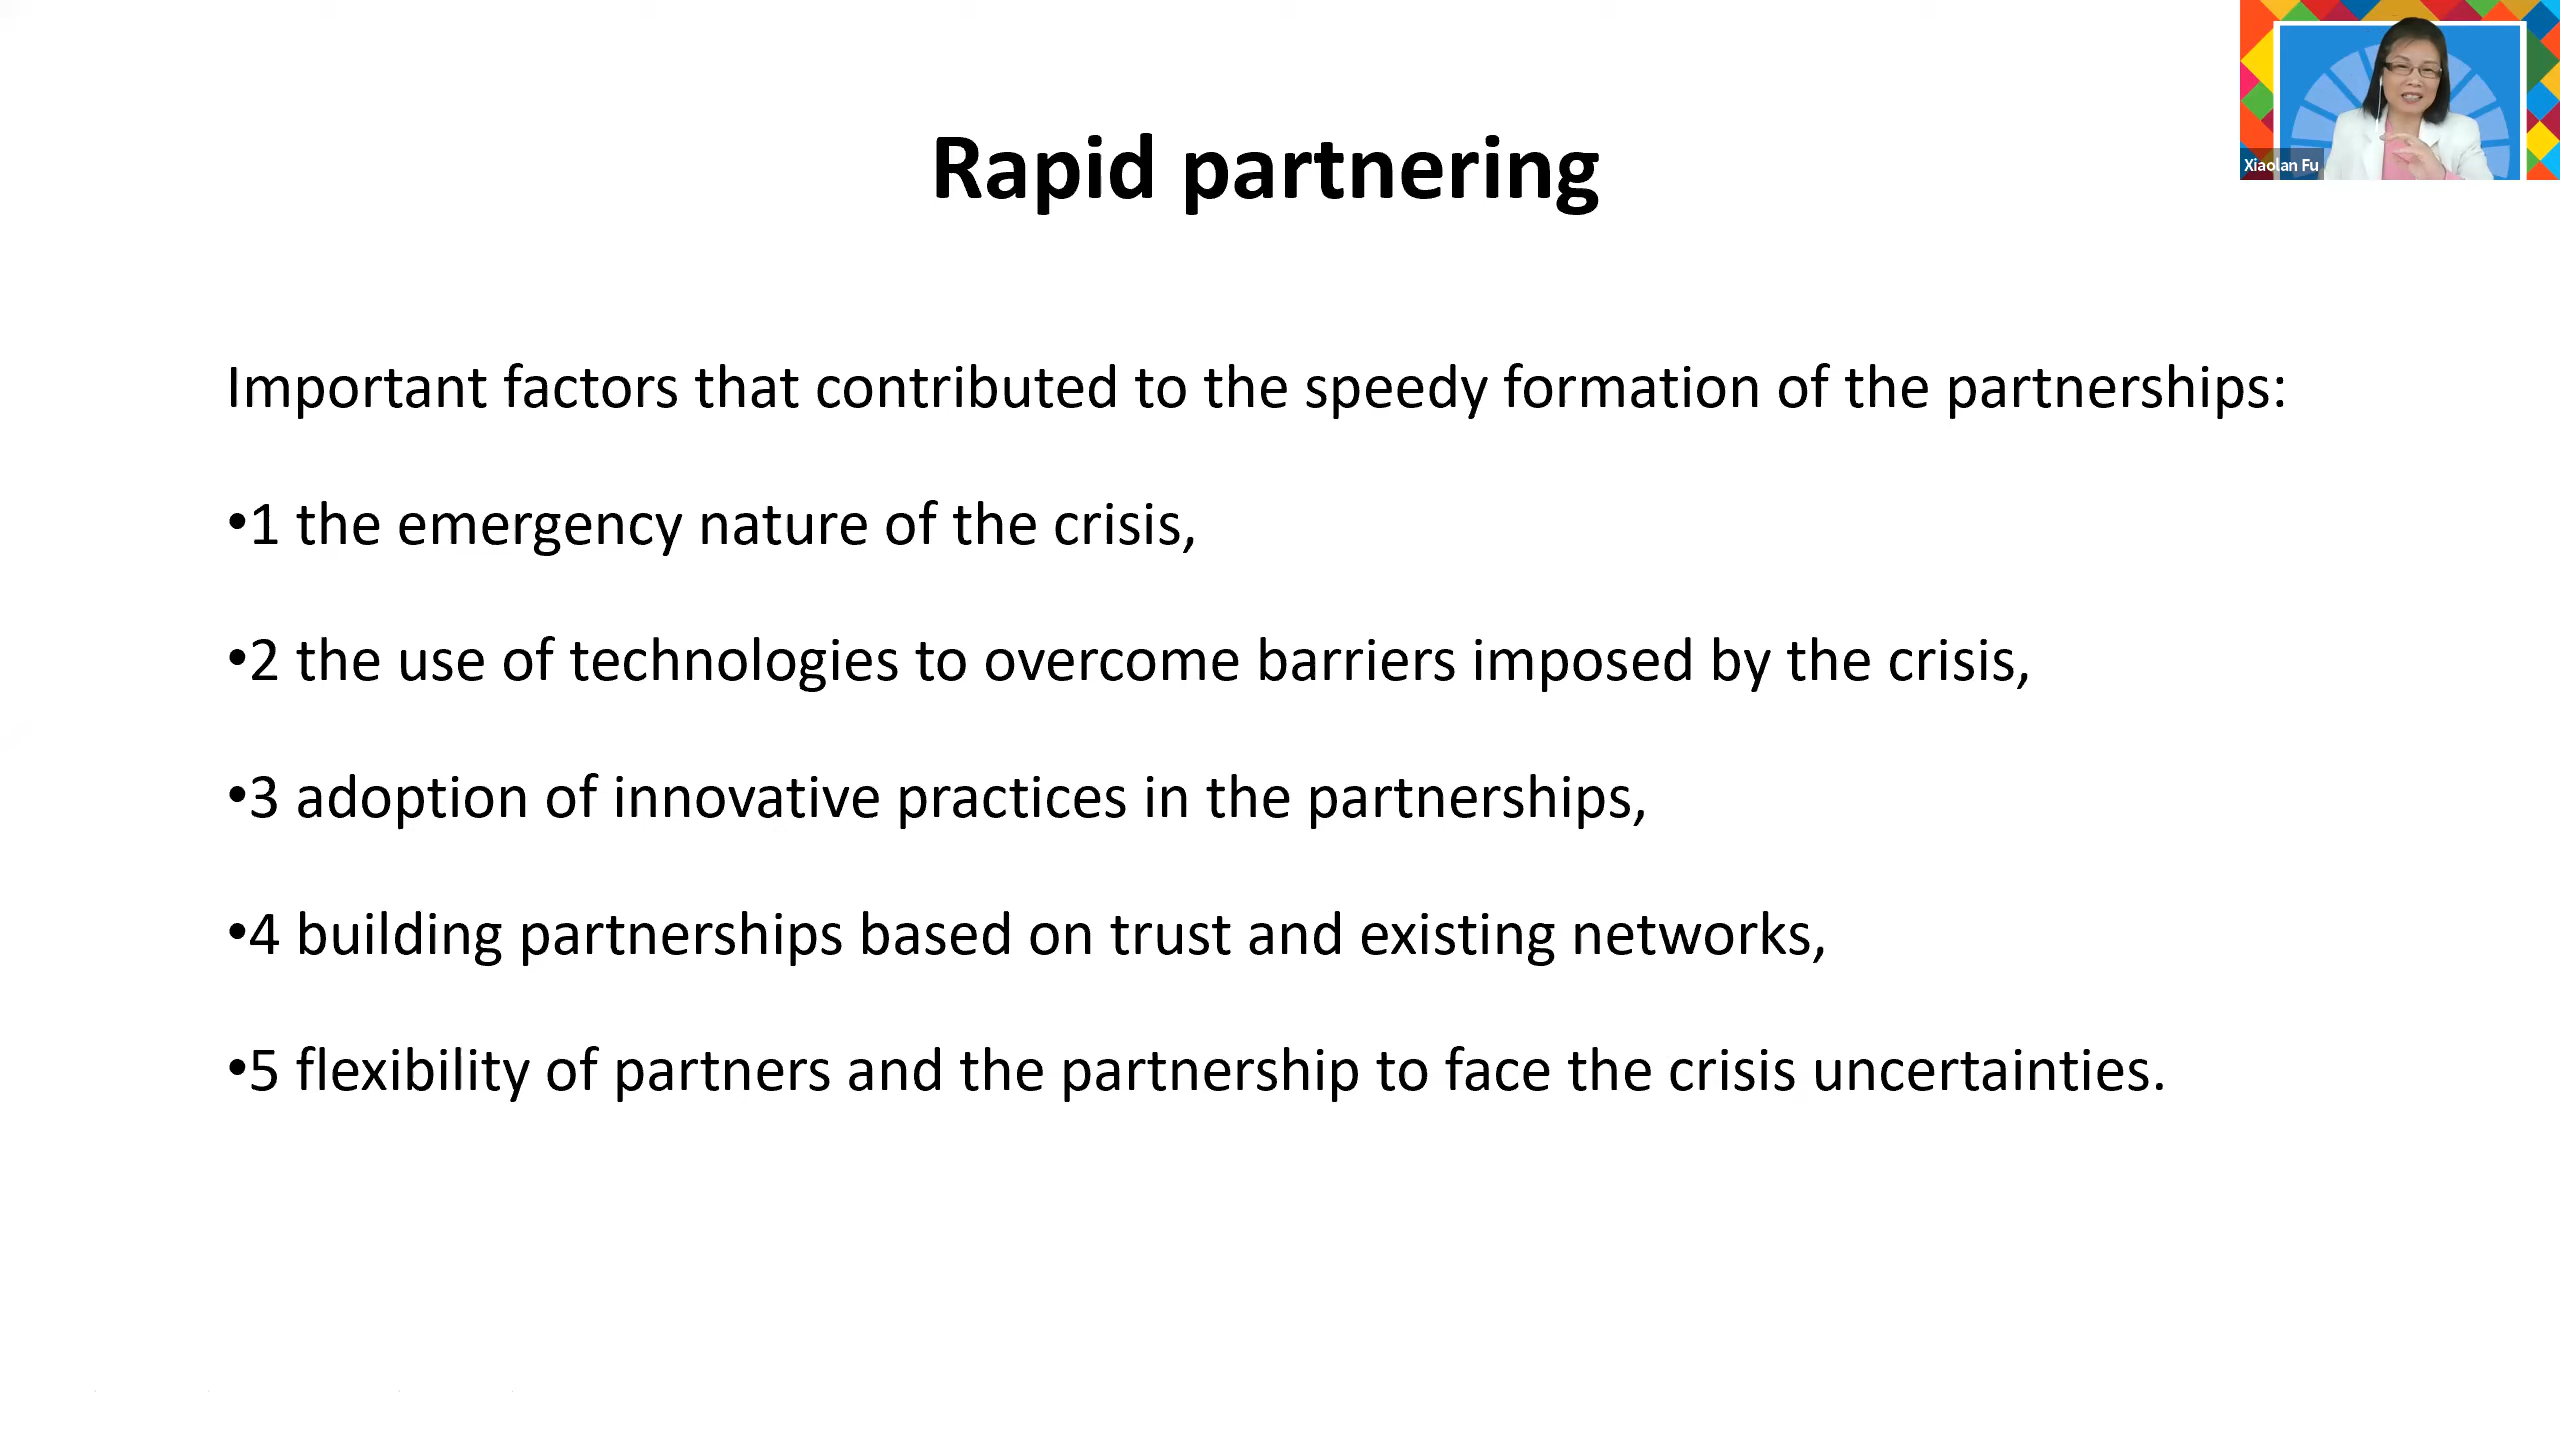 Rapid partnering
Xiaolan Fu
Important factors that contributed to the speedy formation of the partnerships:
•1 the emergency nature of the crisis,
•2 the use of technologies to overcome barriers imposed by the crisis,
•3 adoption of innovative practices in the partnerships,
•4 building partnerships based on trust and existing networks,
•5 flexibility of partners and the partnership to face the crisis uncertainties.